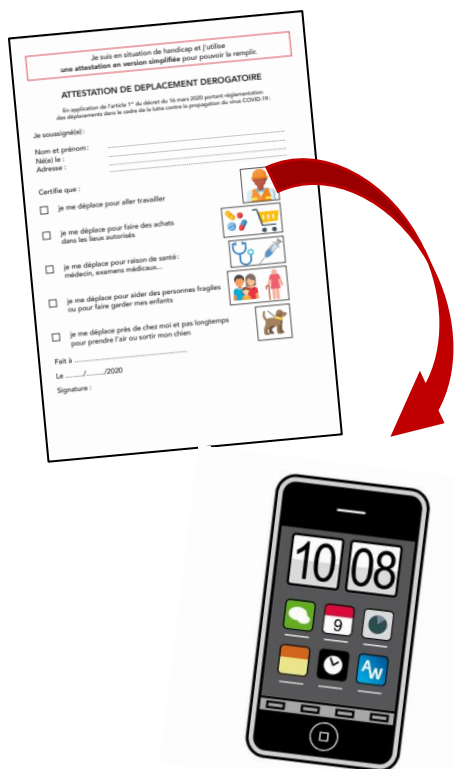 Je suis en situation de handicap et j'utilise
une attestation en version simplifiée pour pouvoir la remplir.
ATTESTATION DE DEPLACEMENT DEROGATOIRE
En application de l'article 1er du décret du 16 mars 2020 portant réglementation
des déplacements dans le cadre de la lutte contre la propagation du virus COVID-19 :
Je soussigné(e) :
Nom et prénom :
Né(e) le :
Adresse :
Certifie que :
je me déplace pour aller travailler
je me déplace pour faire des achats
dans les lieux autorisés
je me déplace pour raison de santé :
médecin, examens médicaux...
je me déplace pour aider des personnes fragiles
ou pour faire garder mes enfants
je me déplace près de chez moi et pas longtemps
pour prendre l'air ou sortir mon chien
Fait à ..........................................
Le ......../......../2020
Signature :
10 08
9
AW